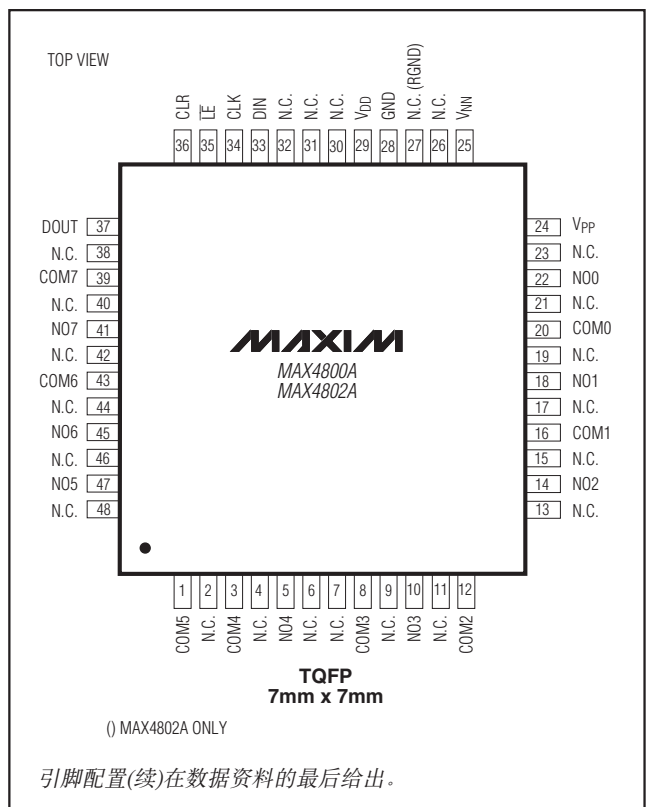 TOP VIEW
CLR
LE
CLK
DIN
N.C.
N.C.
N.C.
VDD
GND
N.C. (RGND)
N.C.
VNN
36 35 34 33 32 31 30 29 28 27 26 25
DOUT 37
N.C. 38
COM7 39
N.C. 40
NO7 41
N.C. 42
COM6 43
N.C. 44
NO6 45
N.C. 46
NO5 47
N.C. 48
MAXIM
MAX4800A
MAX4802A
24 VPP
23 N.C.
22 NO0
21 N.C.
20 COM0
19 N.C.
18 NO1
17 N.C.
16 COM1
15 N.C.
14 NO2
13 N.C.
1 2 3 4 5 6 7 8 9 10 11 12
COM5
N.C.
COM4
N.C.
NO4
N.C.
N.C.
COM3
N.C.
NO3
N.C.
COM2
TQFP
7mm x 7mm
() MAX4802A ONLY
引脚配置(续)在数据资料的最后给出。